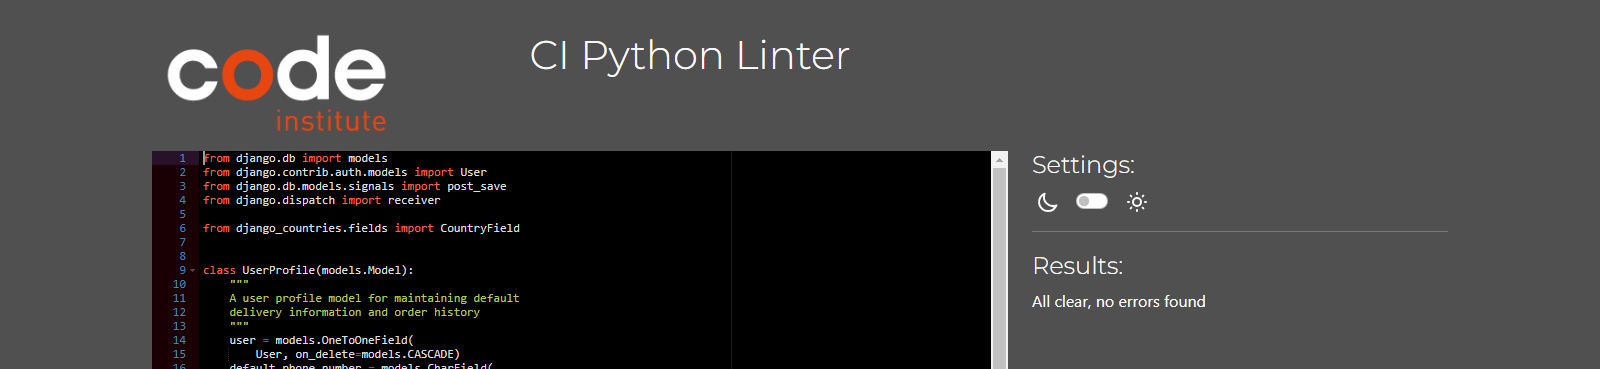 code
institute
CI Python Linter
1 from django.db import models
2 from django.contrib.auth.models import User
3 from django.db.models.signals import post_save
4 from django.dispatch import receiver
5
6 from django_countries.fields import CountryField
7
8
9 class UserProfile(models.Model):
10     """
11     A user profile model for maintaining default
12     delivery information and order history
13     """
14     user = models.OneToOneField(
15         User, on_delete=models.CASCADE)
16     default_phone_number = models.CharField(
Settings:
Results:
All clear, no errors found